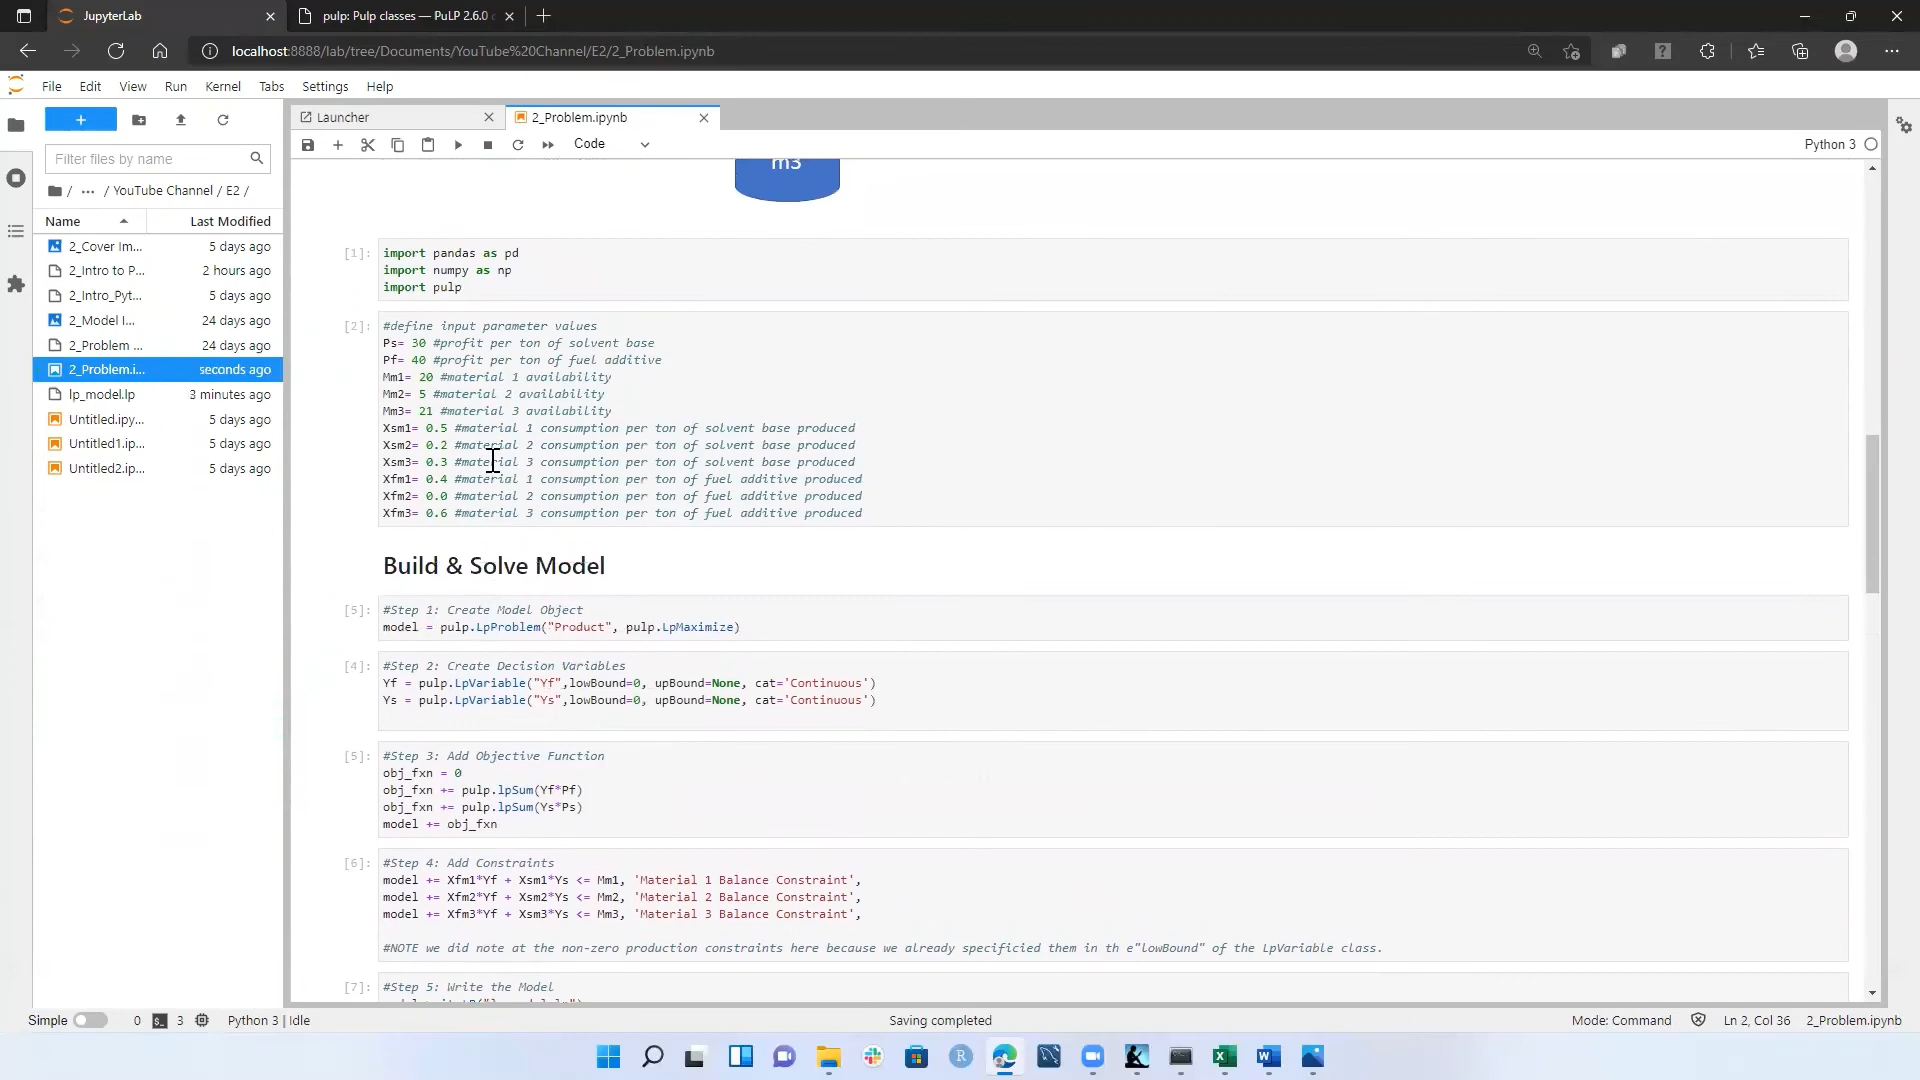 JupyterLab
pulp: Pulp classes — PuLP 2.6.0
localhost:8888/lab/tree/Documents/YouTube%20Channel/E2/2_Problem.ipynb
File Edit View Run Kernel Tabs Settings Help
Launcher
2_Problem.ipynb
Code
Python 3
Filter files by name
/ ··· / YouTube Channel / E2 /
Name Last Modified
2_Cover Im... 5 days ago
2_Intro to P... 2 hours ago
2_Intro_Pyt... 5 days ago
2_Model I... 24 days ago
2_Problem ... 24 days ago
2_Problem.i... seconds ago
lp_model.lp 3 minutes ago
Untitled.ipy... 5 days ago
Untitled1.ip... 5 days ago
Untitled2.ip... 5 days ago
m3
[1]: import pandas as pd
import numpy as np
import pulp
[2]: #define input parameter values
Ps= 30 #profit per ton of solvent base
Pf= 40 #profit per ton of fuel additive
Mm1= 20 #material 1 availability
Mm2= 5 #material 2 availability
Mm3= 21 #material 3 availability
Xsm1= 0.5 #material 1 consumption per ton of solvent base produced
Xsm2= 0.2 #material 2 consumption per ton of solvent base produced
Xsm3= 0.3 #material 3 consumption per ton of solvent base produced
Xfm1= 0.4 #material 1 consumption per ton of fuel additive produced
Xfm2= 0.0 #material 2 consumption per ton of fuel additive produced
Xfm3= 0.6 #material 3 consumption per ton of fuel additive produced
Build & Solve Model
[5]: #Step 1: Create Model Object
model = pulp.LpProblem("Product", pulp.LpMaximize)
[4]: #Step 2: Create Decision Variables
Yf = pulp.LpVariable("Yf",lowBound=0, upBound=None, cat='Continuous')
Ys = pulp.LpVariable("Ys",lowBound=0, upBound=None, cat='Continuous')
[5]: #Step 3: Add Objective Function
obj_fxn = 0
obj_fxn += pulp.lpSum(Yf*Pf)
obj_fxn += pulp.lpSum(Ys*Ps)
model += obj_fxn
[6]: #Step 4: Add Constraints
model += Xfm1*Yf + Xsm1*Ys <= Mm1, 'Material 1 Balance Constraint',
model += Xfm2*Yf + Xsm2*Ys <= Mm2, 'Material 2 Balance Constraint',
model += Xfm3*Yf + Xsm3*Ys <= Mm3, 'Material 3 Balance Constraint',
#NOTE we did note at the non-zero production constraints here because we already specificied them in th e"lowBound" of the LpVariable class.
[7]: #Step 5: Write the Model
Simple 0 3 Python 3 | Idle Saving completed Mode: Command Ln 2, Col 36 2_Problem.ipynb